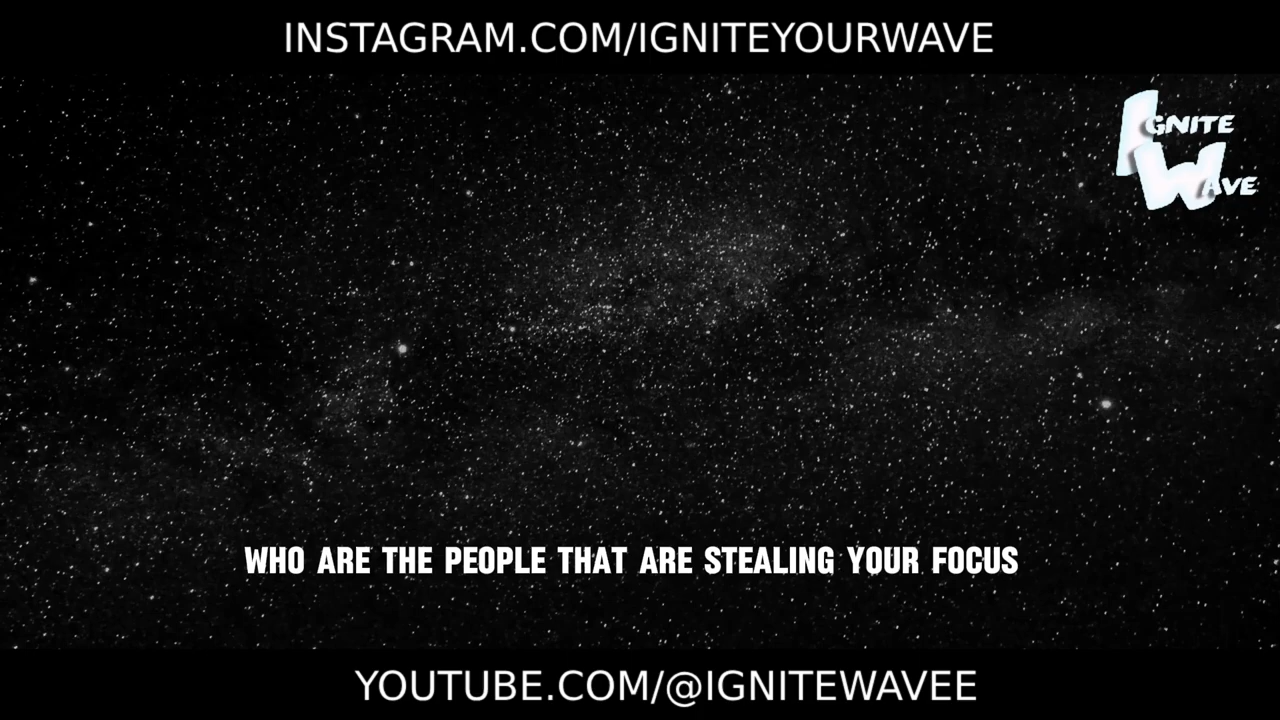 INSTAGRAM.COM/IGNITEYOURWAVE
IGNITE
WAVE
WHO ARE THE PEOPLE THAT ARE STEALING YOUR FOCUS
YOUTUBE.COM/@IGNITEWAVEE